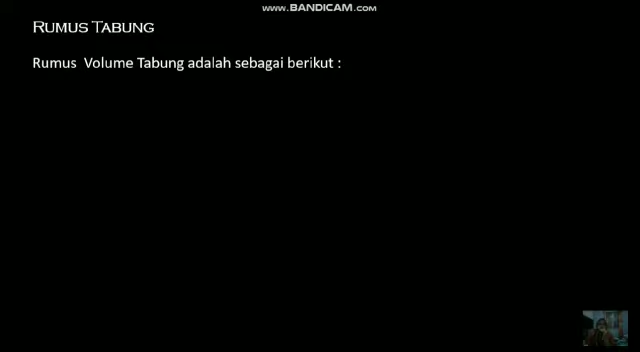 WWW.BANDICAM.COM
RUMUS TABUNG
Rumus Volume Tabung adalah sebagai berikut :